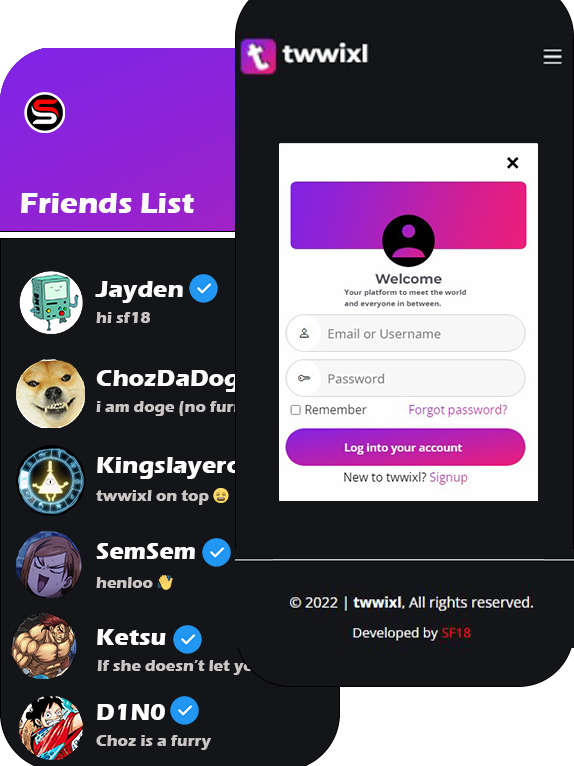 twwixl
Friends List
Jayden
hi sf18
ChozDaDog
i am doge (no furr
Kingslayer
twwixl on top 😩
SemSem
henloo 👋
Ketsu
If she doesn't let
D1N0
Choz is a furry
Welcome
Your platform to meet the world
and everyone in between.
Email or Username
Password
Remember Forgot password?
Log into your account
New to twwixl? Signup
© 2022 | twwixl, All rights reserved.
Developed by SF18